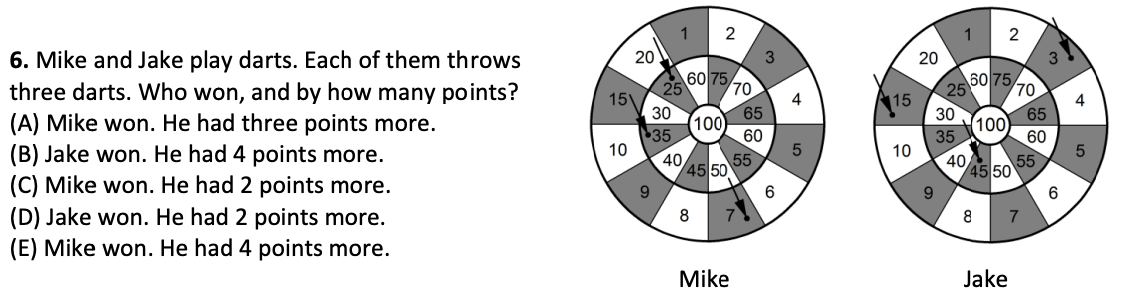 6. Mike and Jake play darts. Each of them throws
three darts. Who won, and by how many points?
(A) Mike won. He had three points more.
(B) Jake won. He had 4 points more.
(C) Mike won. He had 2 points more.
(D) Jake won. He had 2 points more.
(E) Mike won. He had 4 points more.
1 2
20 3
60 75
25 70
15 30 65 4
100
35 60
10 40 55 5
45 50
9 6
8 7
Mike
1 2
20 3
60 75
25 70
15 30 65 4
100
35 60
10 40 55 5
45 50
9 6
8 7
Jake